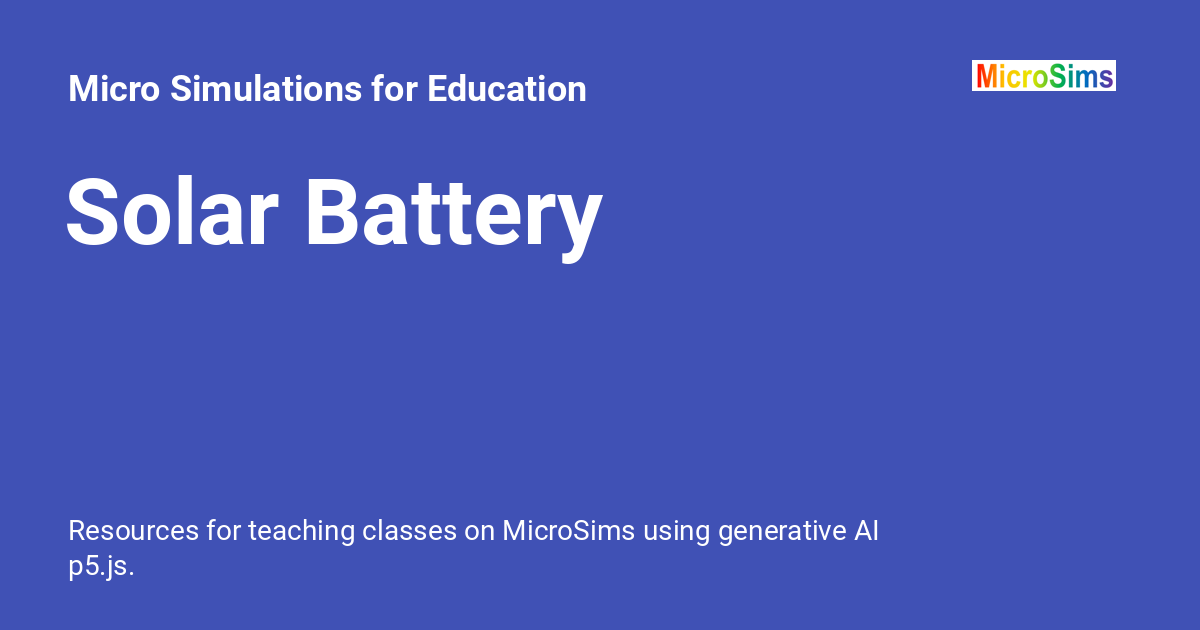 Micro Simulations for Education
MicroSims
Solar Battery
Resources for teaching classes on MicroSims using generative AI
p5.js.